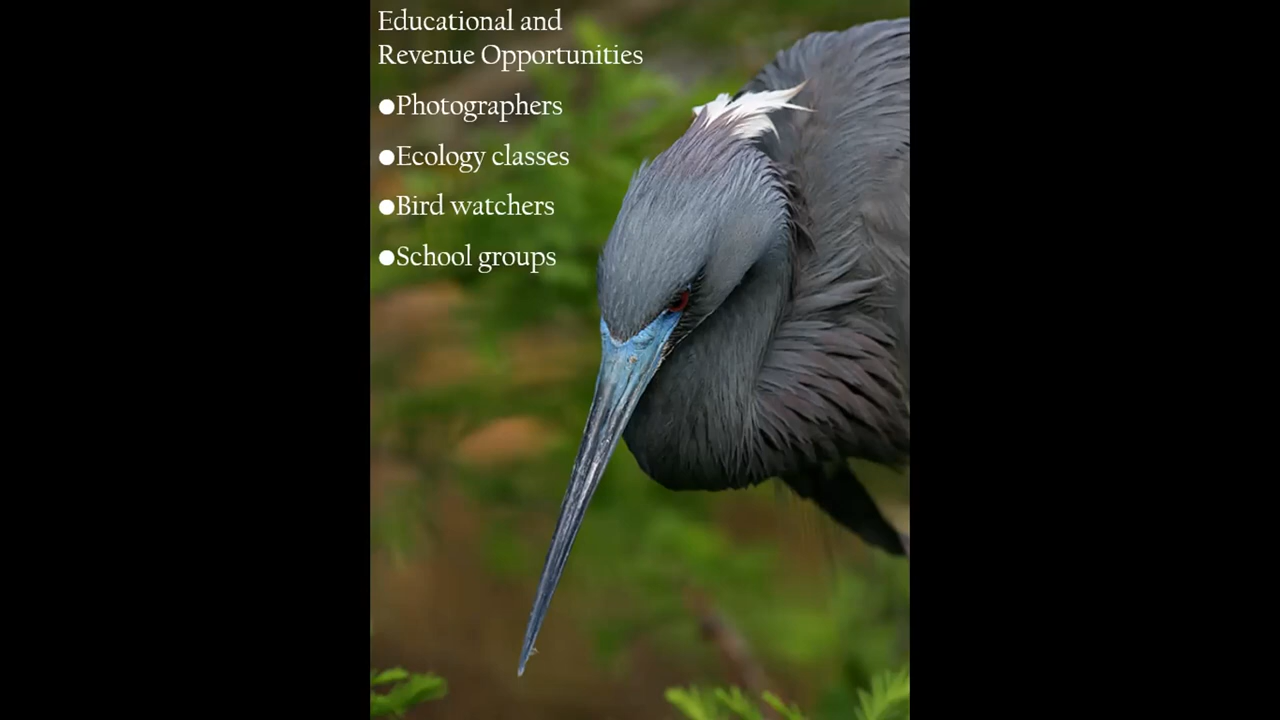 Educational and
Revenue Opportunities
●Photographers
●Ecology classes
●Bird watchers
●School groups